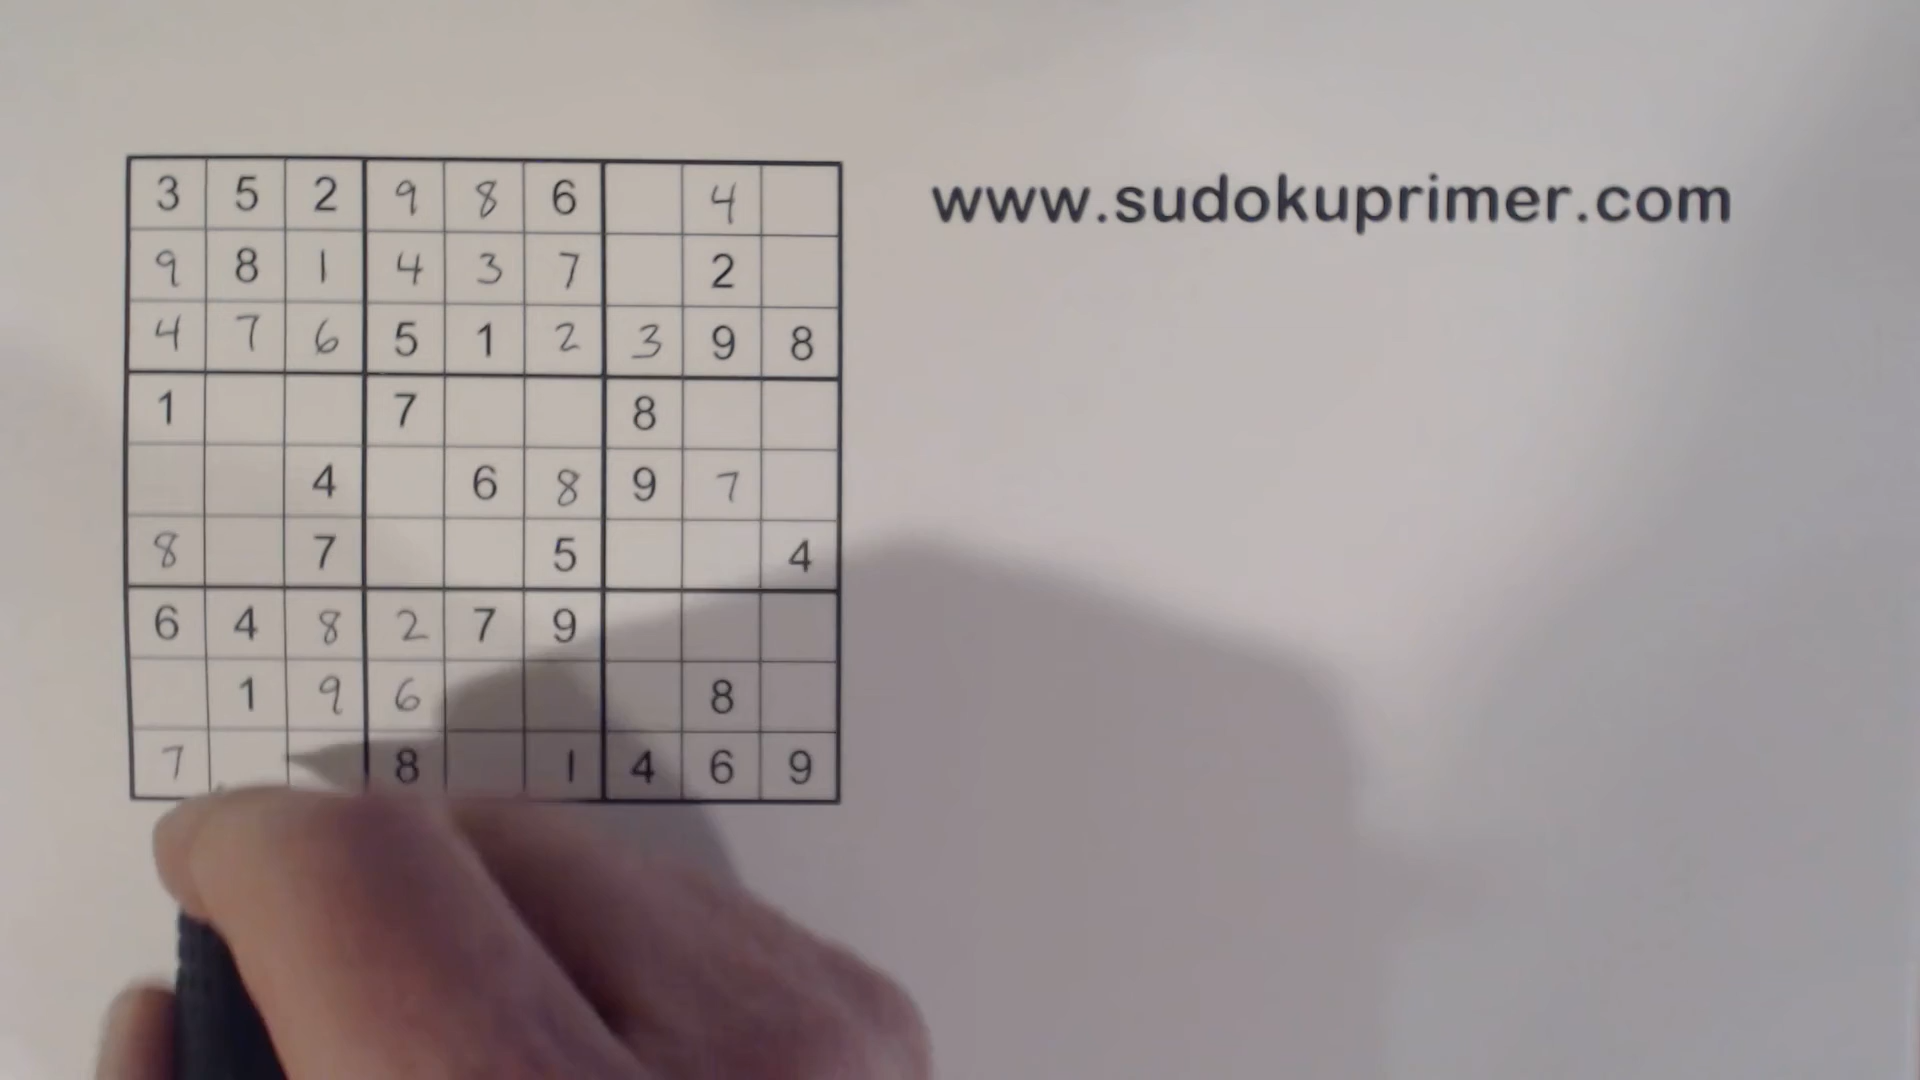 www.sudokuprimer.com
3 5 2 9 8 6 4
9 8 1 4 3 7 2
4 7 6 5 1 2 3 9 8
1 7 8
4 6 8 9 7
8 7 5 4
6 4 8 2 7 9
1 9 6 8
7 8 1 4 6 9